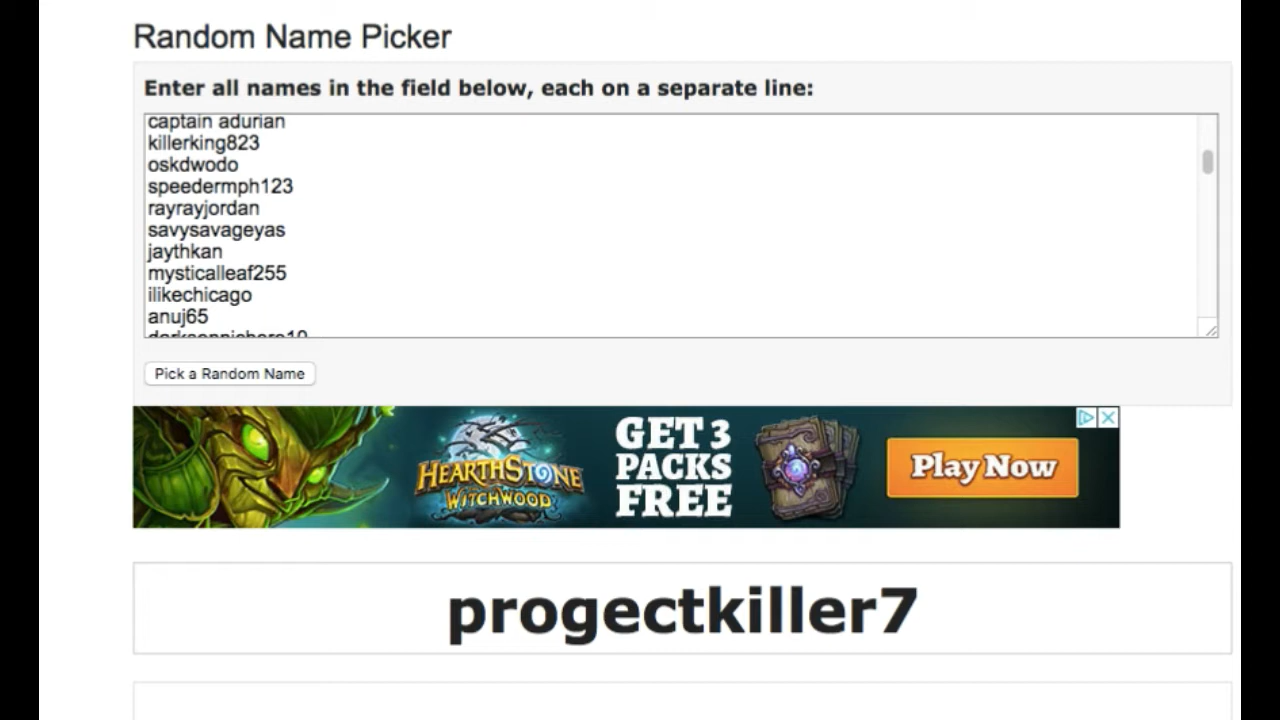 Random Name Picker
Enter all names in the field below, each on a separate line:
captain adurian
killerking823
oskdwodo
speedermph123
rayrayjordan
savysavageyas
jaythkan
mysticalleaf255
ilikechicago
anuj65
Pick a Random Name
HEARTHSTONE
WITCHWOOD
GET 3
PACKS
FREE
Play Now
progectkiller7